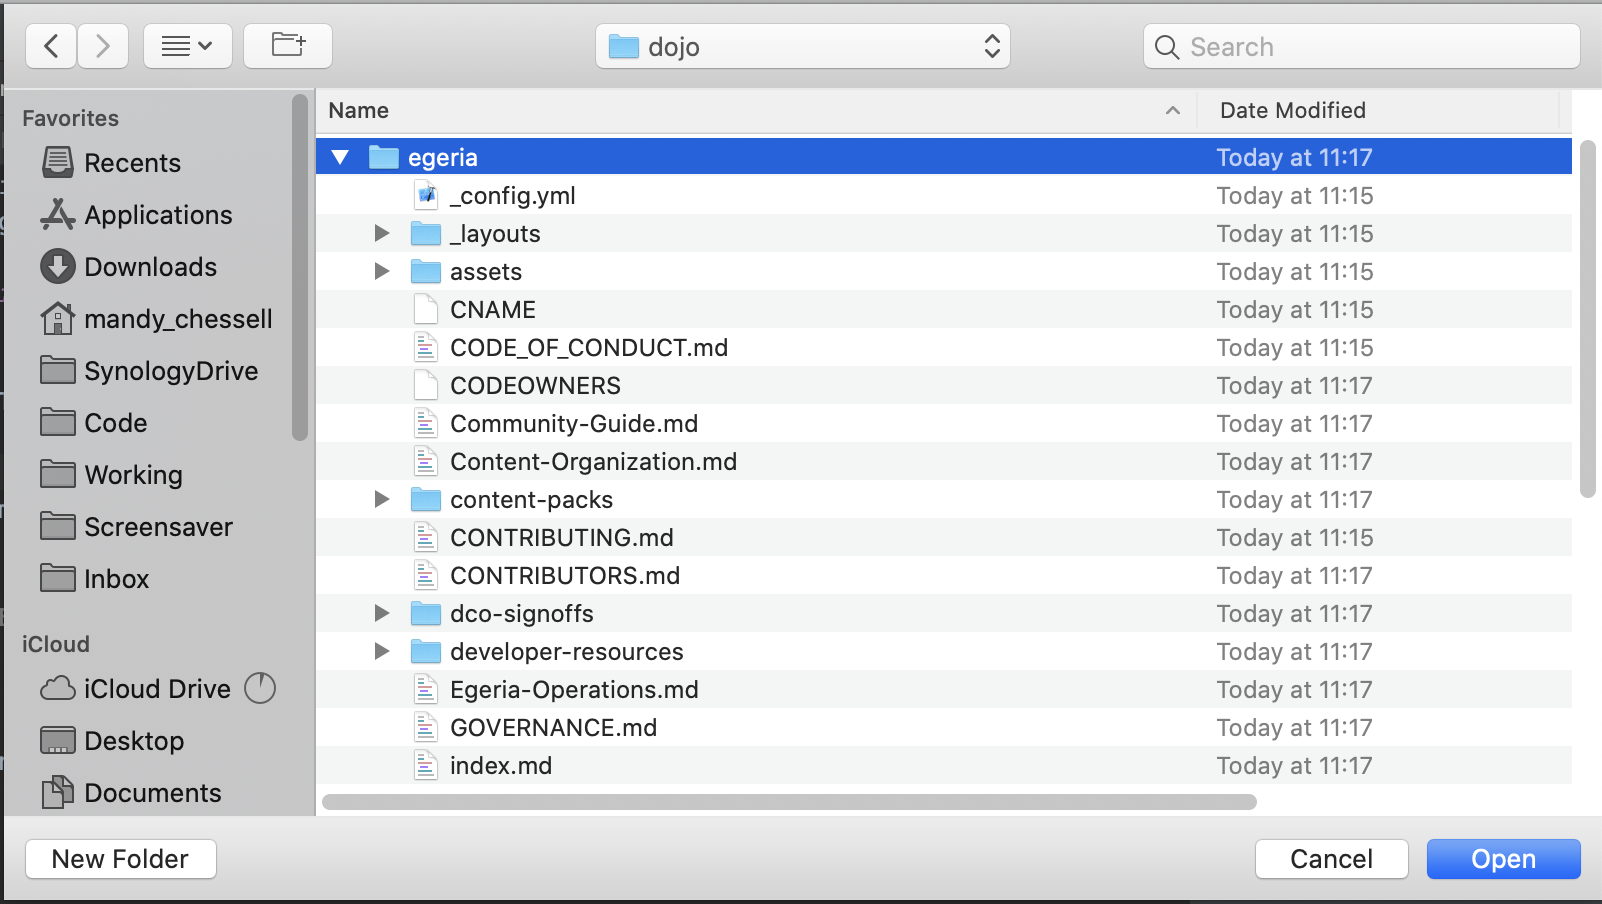 dojo
Search
Favorites
Recents
Applications
Downloads
mandy_chessell
SynologyDrive
Code
Working
Screensaver
Inbox
iCloud
iCloud Drive
Desktop
Documents
Name Date Modified
egeria Today at 11:17
_config.yml Today at 11:15
_layouts Today at 11:15
assets Today at 11:15
CNAME Today at 11:15
CODE_OF_CONDUCT.md Today at 11:15
CODEOWNERS Today at 11:17
Community-Guide.md Today at 11:17
Content-Organization.md Today at 11:17
content-packs Today at 11:17
CONTRIBUTING.md Today at 11:15
CONTRIBUTORS.md Today at 11:17
dco-signoffs Today at 11:17
developer-resources Today at 11:17
Egeria-Operations.md Today at 11:17
GOVERNANCE.md Today at 11:17
index.md Today at 11:17
New Folder
Cancel
Open